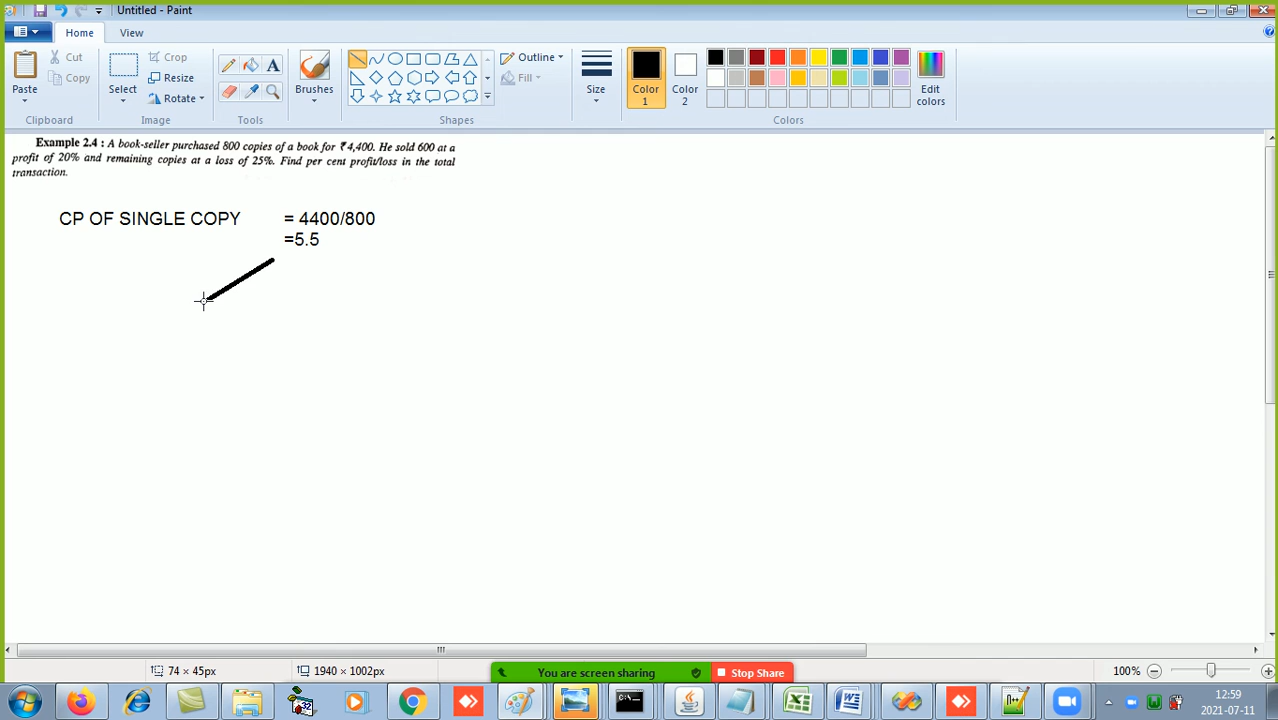 Untitled - Paint
Home View
Paste
Cut
Copy
Clipboard
Select
Crop
Resize
Rotate
Image
Tools
Brushes
Shapes
Outline
Fill
Size
Color 1
Color 2
Edit colors
Colors
Example 2.4 : A book-seller purchased 800 copies of a book for ₹4,400. He sold 600 at a
profit of 20% and remaining copies at a loss of 25%. Find per cent profit/loss in the total
transaction.
CP OF SINGLE COPY = 4400/800
=5.5
74 × 45px 1940 × 1002px You are screen sharing Stop Share 100%
12:59
2021-07-11